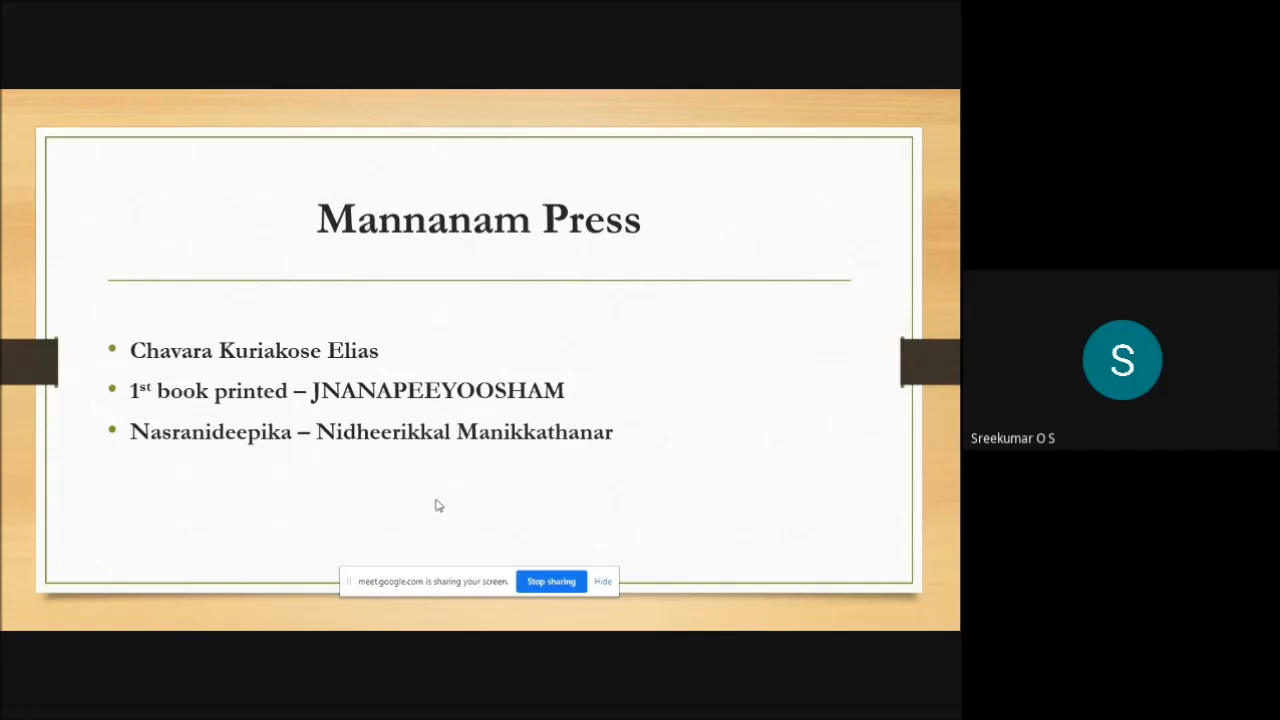 Mannanam Press
• Chavara Kuriakose Elias
• 1st book printed – JNANAPEEYOOSHAM
• Nasranideepika – Nidheerikkal Manikkathanar
meet.google.com is sharing your screen. Stop sharing Hide
S
Sreekumar O S